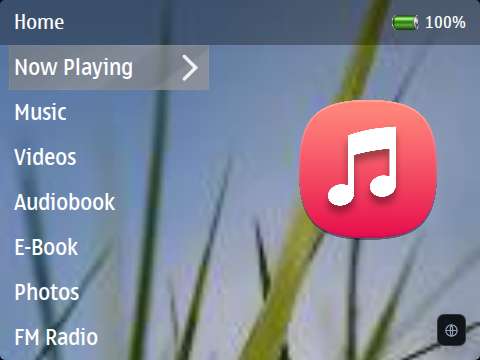 Home
100%
Now Playing
Music
Videos
Audiobook
E-Book
Photos
FM Radio